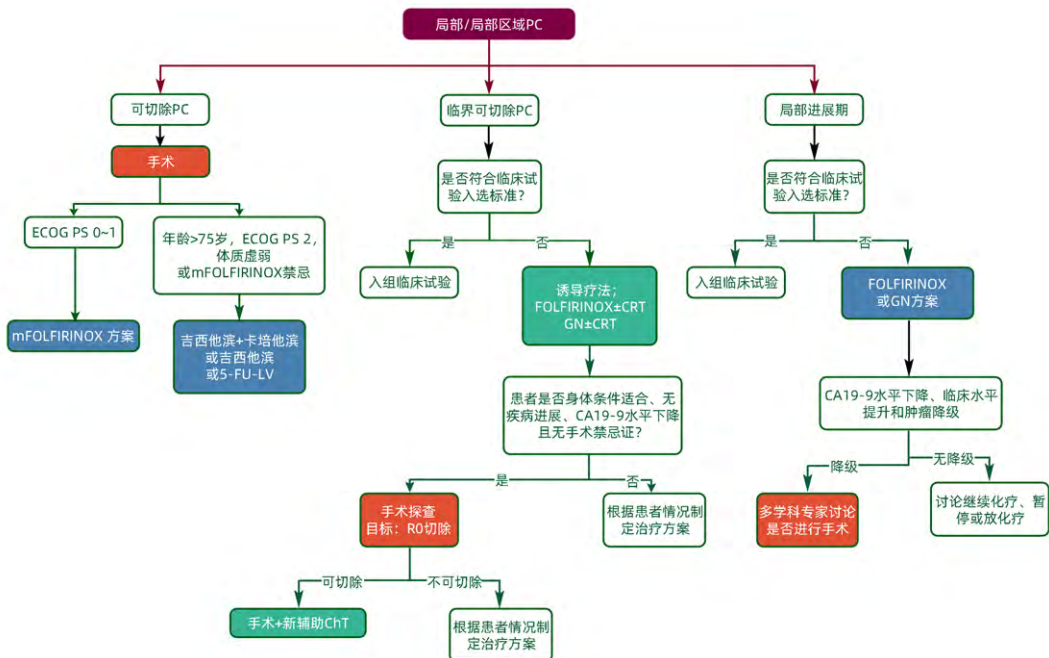 局部/局部区域PC
可切除PC
临界可切除PC
局部进展期
手术
是否符合临床试
验入选标准？
是否符合临床试
验入选标准？
ECOG PS 0~1
年龄>75岁，ECOG PS 2，
体质虚弱
或mFOLFIRINOX禁忌
是
否
是
否
入组临床试验
诱导疗法；
FOLFIRINOX±CRT
GN±CRT
入组临床试验
FOLFIRINOX
或GN方案
mFOLFIRINOX 方案
吉西他滨+卡培他滨
或吉西他滨
或5-FU-LV
患者是否身体条件适合、无
疾病进展、CA19-9水平下降
且无手术禁忌证？
CA19-9水平下降、临床水平
提升和肿瘤降级
是
否
降级
无降级
手术探查
目标：R0切除
根据患者情况制
定治疗方案
多学科专家讨论
是否进行手术
讨论继续化疗、暂
停或放化疗
可切除
不可切除
手术+新辅助ChT
根据患者情况制
定治疗方案